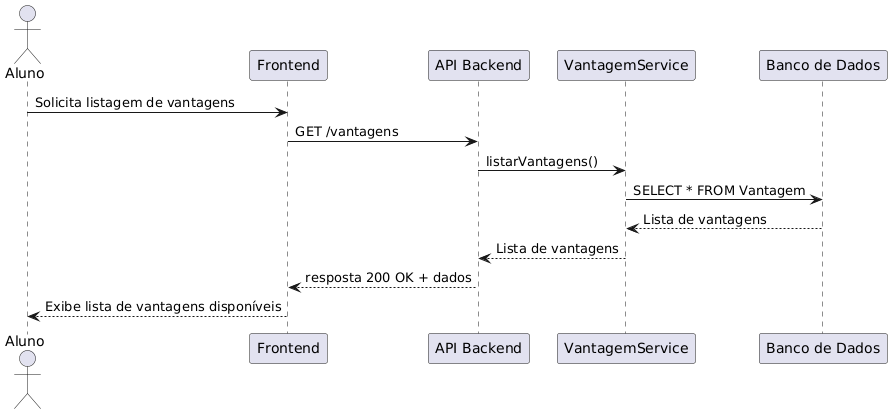 Aluno
Frontend
API Backend
VantagemService
Banco de Dados
Solicita listagem de vantagens
GET /vantagens
listarVantagens()
SELECT * FROM Vantagem
Lista de vantagens
Lista de vantagens
resposta 200 OK + dados
Exibe lista de vantagens disponíveis
Aluno
Frontend
API Backend
VantagemService
Banco de Dados